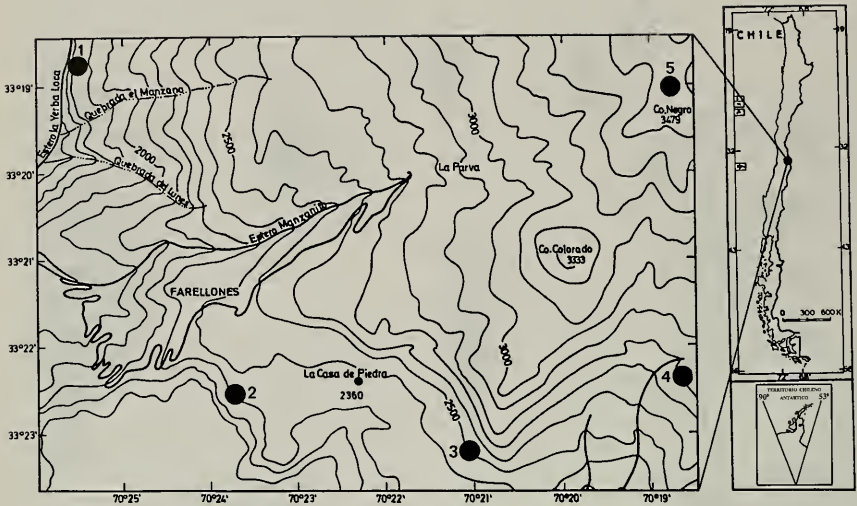 1
33°19'
Estero la Yerba Loca
Quebrada el Manzano
2000
Quebrada del Lunes
33°20'
2500
3000
La Parva
5
Co. Negro
3479
Estero Manzanito
33°21'
Co. Colorado
3333
FARELLONES
33°22'
La Casa de Piedra
2360
2
2500
3000
4
3
33°23'
70°25'
70°24'
70°23'
70°22'
70°21'
70°20'
70°19'
CHILE
0 300 600K
TERRITORIO CHILENO
ANTARTICO
90°
53°